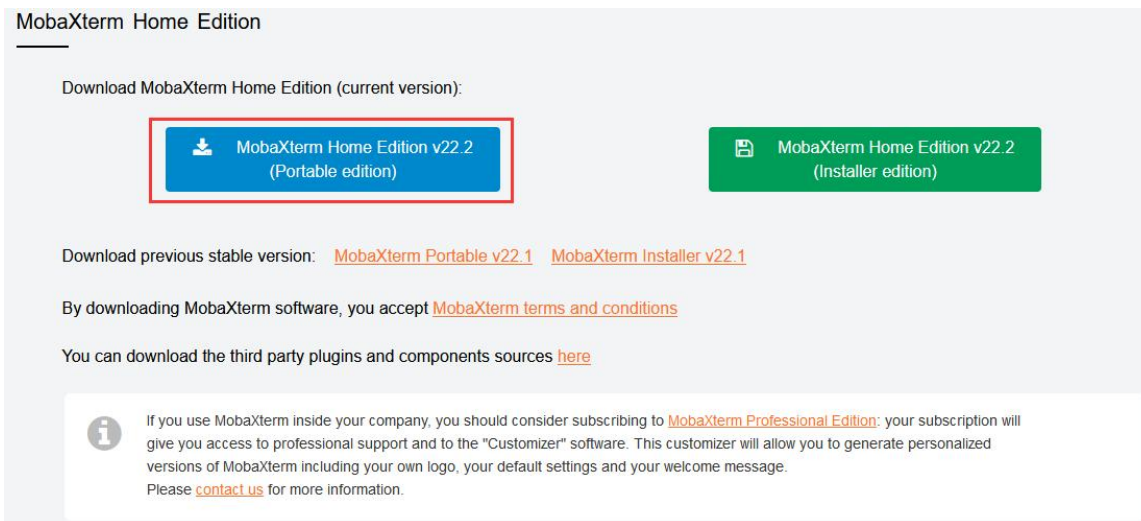 MobaXterm Home Edition
Download MobaXterm Home Edition (current version):
MobaXterm Home Edition v22.2
(Portable edition)
MobaXterm Home Edition v22.2
(Installer edition)
Download previous stable version: MobaXterm Portable v22.1 MobaXterm Installer v22.1
By downloading MobaXterm software, you accept MobaXterm terms and conditions
You can download the third party plugins and components sources here
If you use MobaXterm inside your company, you should consider subscribing to MobaXterm Professional Edition: your subscription will
give you access to professional support and to the "Customizer" software. This customizer will allow you to generate personalized
versions of MobaXterm including your own logo, your default settings and your welcome message.
Please contact us for more information.